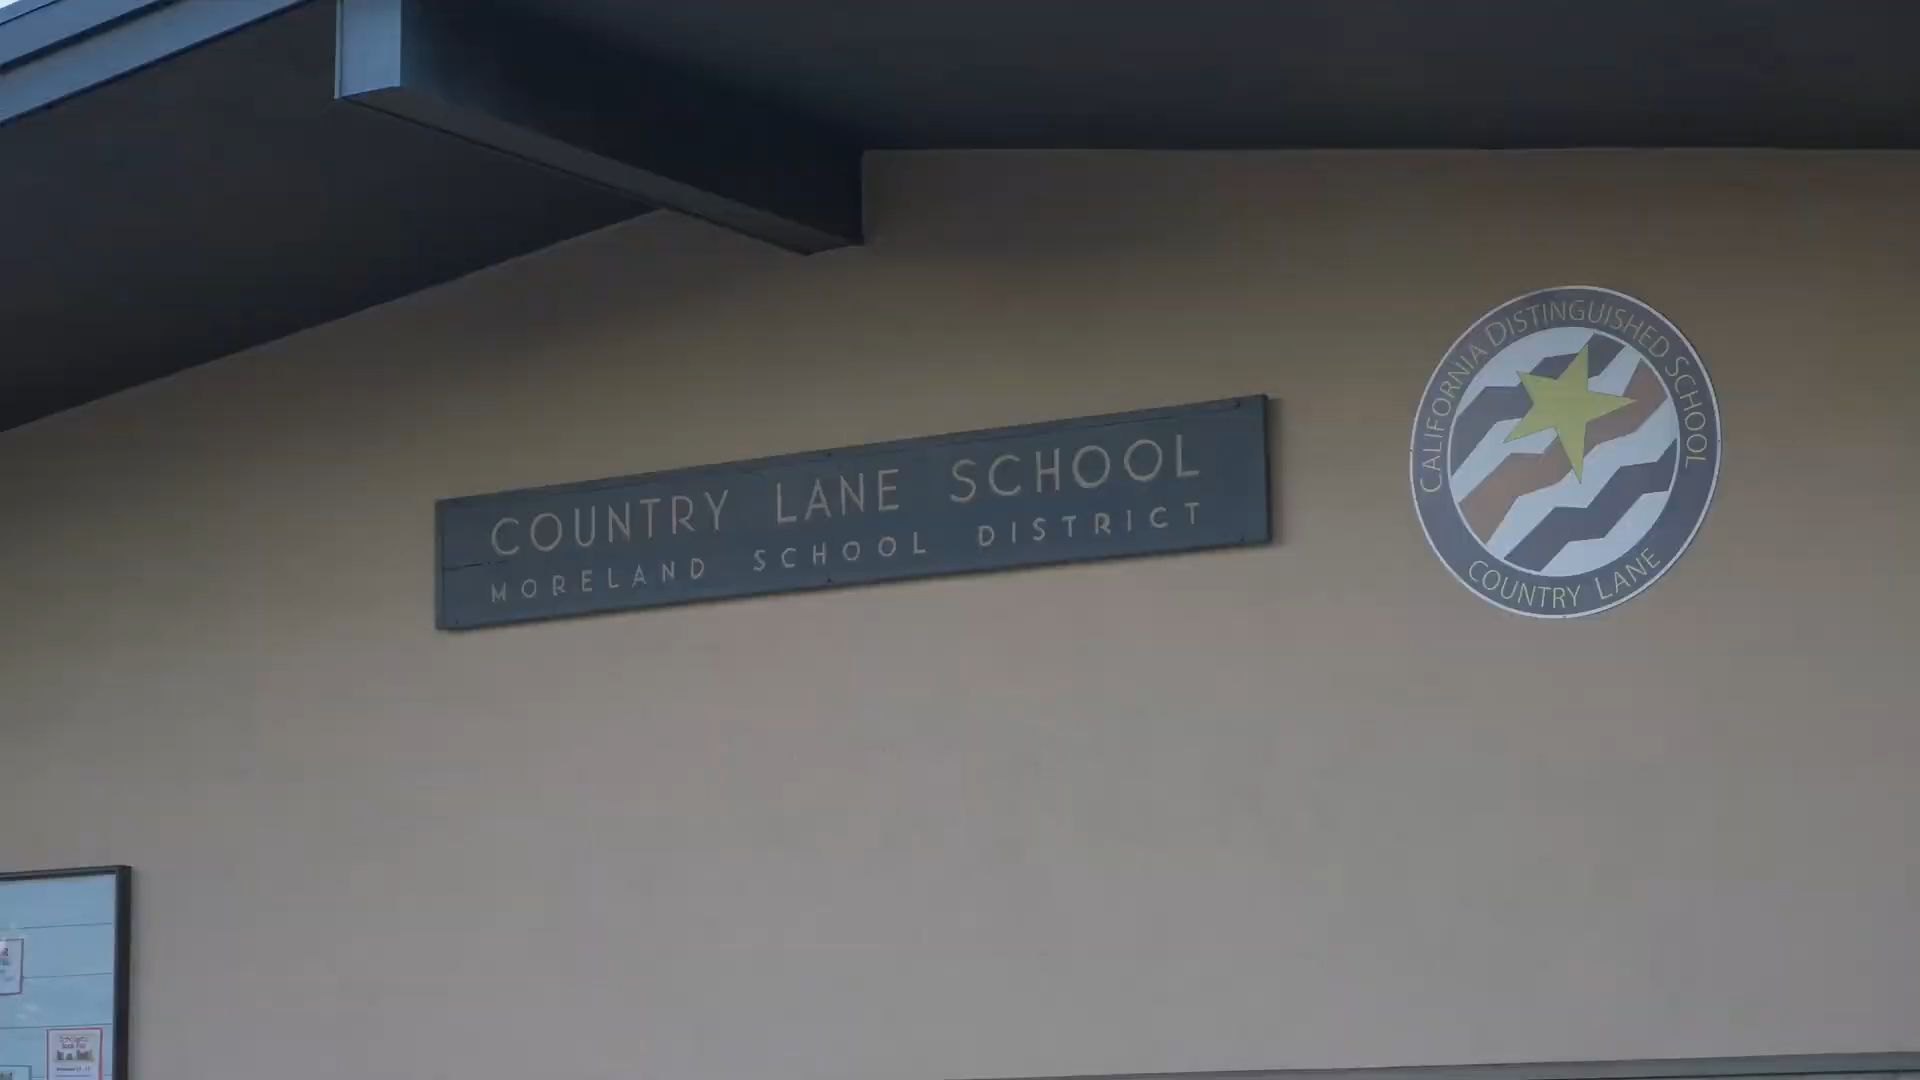 COUNTRY LANE SCHOOL
MORELAND SCHOOL DISTRICT
CALIFORNIA DISTINGUISHED SCHOOL
COUNTRY LANE